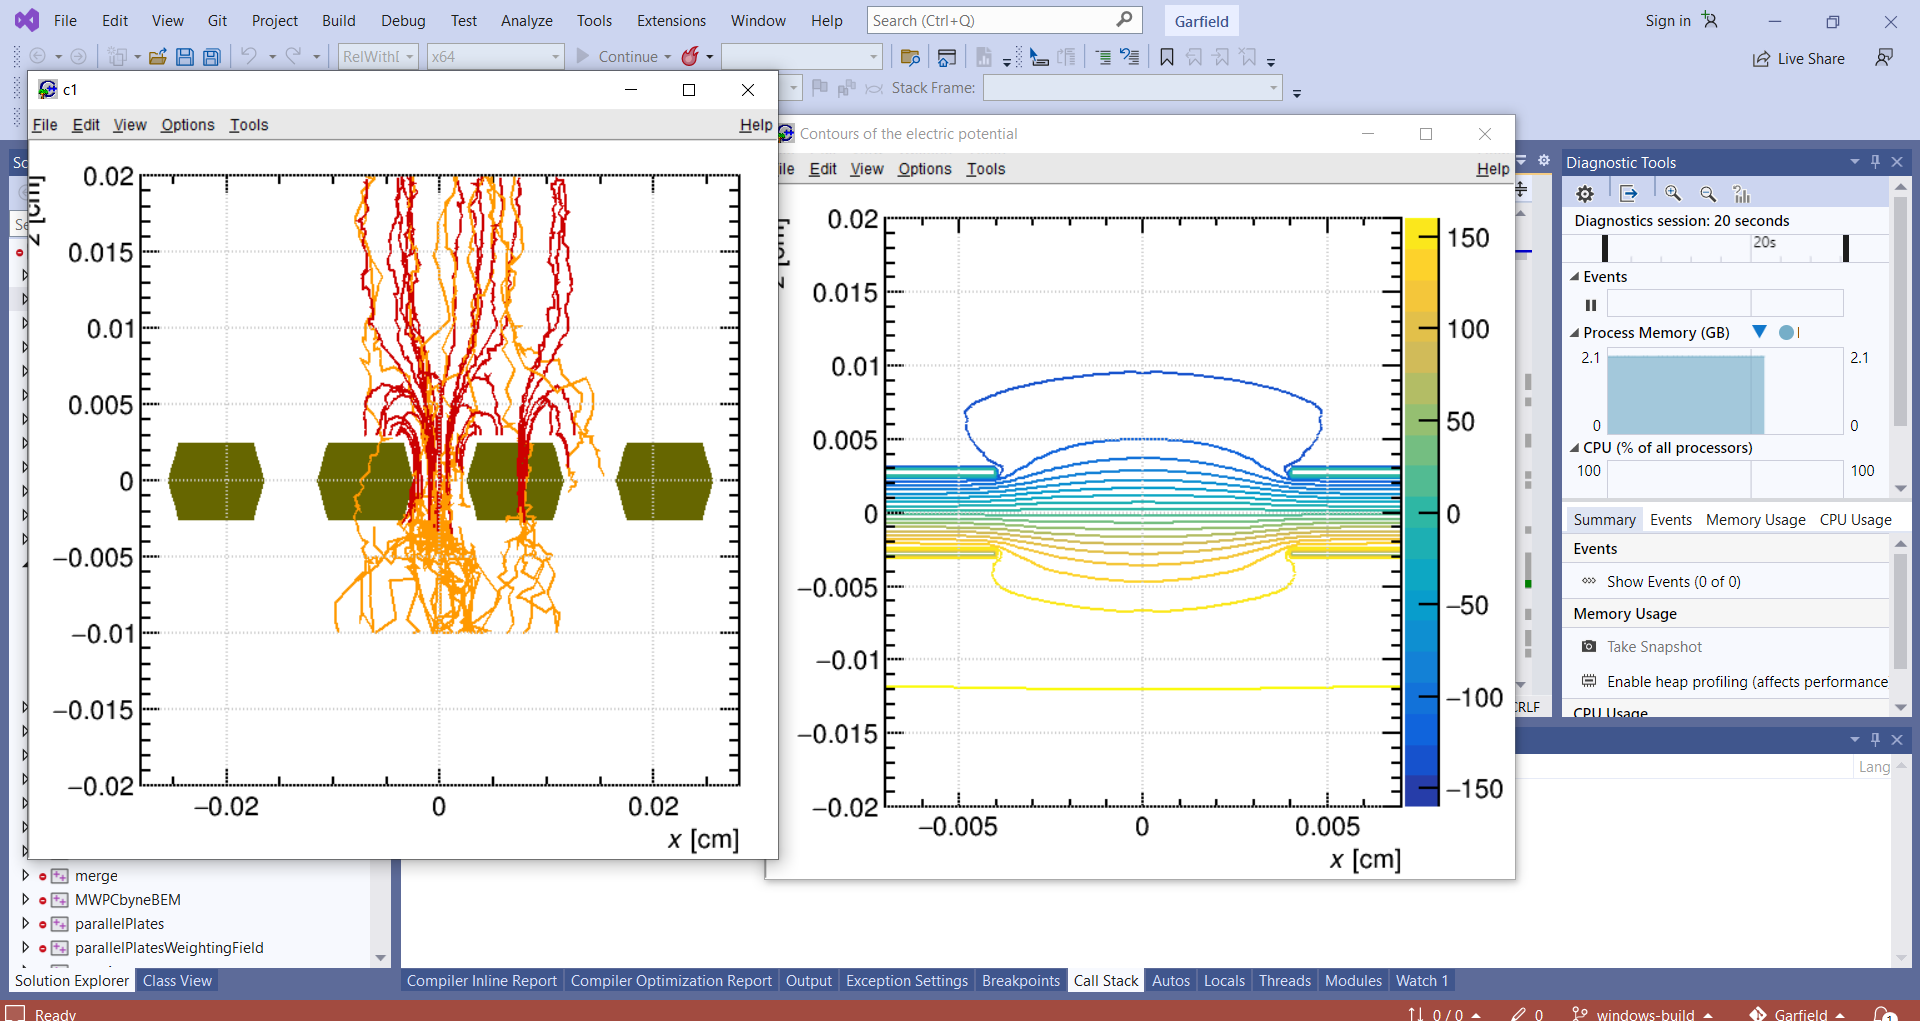 File Edit View Git Project Build Debug Test Analyze Tools Extensions Window Help Search (Ctrl+Q) Garfield Sign in
RelWithI x64 Continue Live Share
Stack Frame:
c1
File Edit View Options Tools Help
z [cm]
0.02
0.015
0.01
0.005
0
−0.005
−0.01
−0.015
−0.02
−0.02 0 0.02
x [cm]
Contours of the electric potential
ile Edit View Options Tools Help
0.02
0.015
0.01
0.005
0
−0.005
−0.01
−0.015
−0.02
−0.005 0 0.005
x [cm]
150
100
50
0
−50
−100
−150
CRLF
Diagnostic Tools
Diagnostics session: 20 seconds
20s
Events
Process Memory (GB)
2.1 2.1
0 0
CPU (% of all processors)
100 100
Summary Events Memory Usage CPU Usage
Events
Show Events (0 of 0)
Memory Usage
Take Snapshot
Enable heap profiling (affects performance
CPU Usage
Lang
merge
MWPCbyneBEM
parallelPlates
parallelPlatesWeightingField
Solution Explorer Class View
Compiler Inline Report Compiler Optimization Report Output Exception Settings Breakpoints Call Stack Autos Locals Threads Modules Watch 1
Ready 0 / 0 0 windows-build Garfield 1